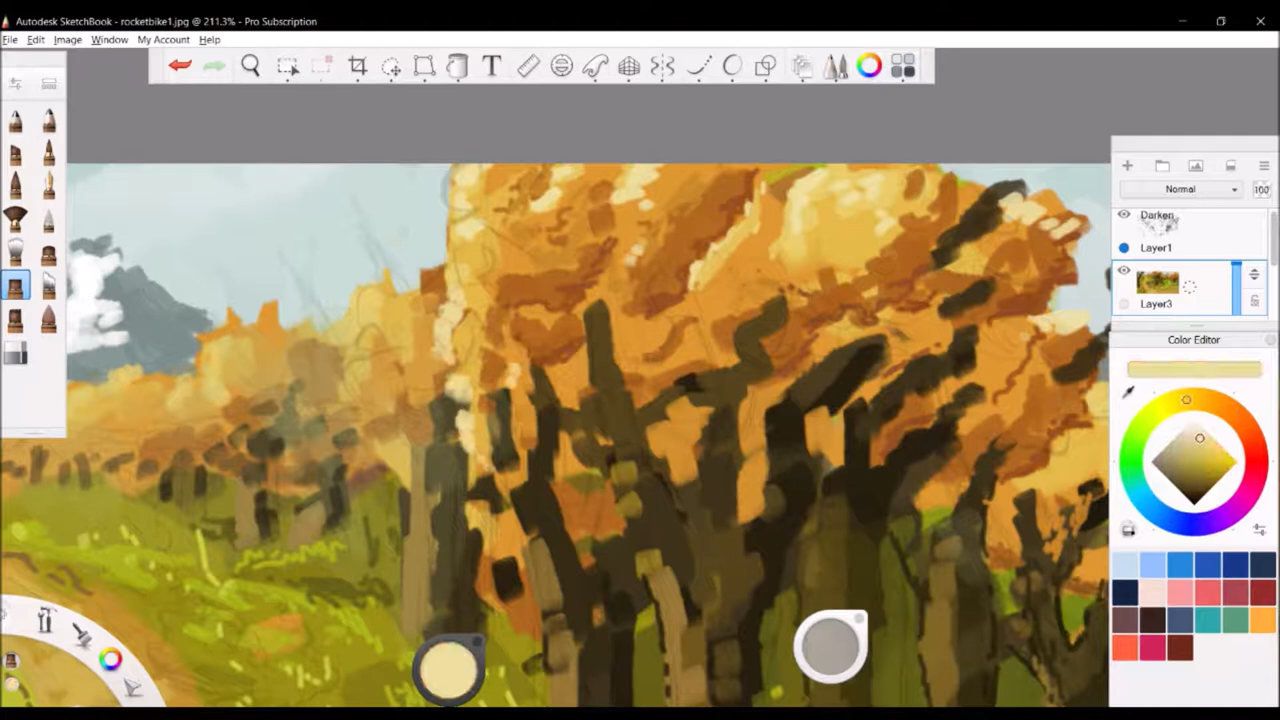 Autodesk SketchBook - rocketbike1.jpg @ 211.3% - Pro Subscription
File Edit Image Window My Account Help
T
Normal 100
Darken
Layer1
Layer3
Color Editor